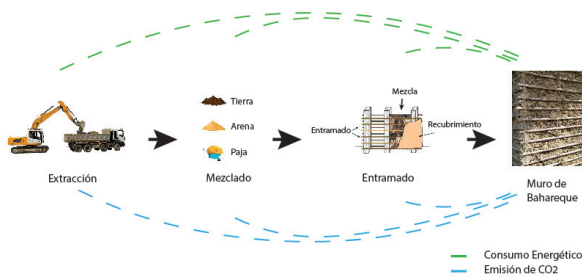 Mezcla
Tierra
Arena
Entramado
Recubrimiento
Paja
Extracción
Mezclado
Entramado
Muro de
Bahareque
Consumo Energético
Emisión de CO2